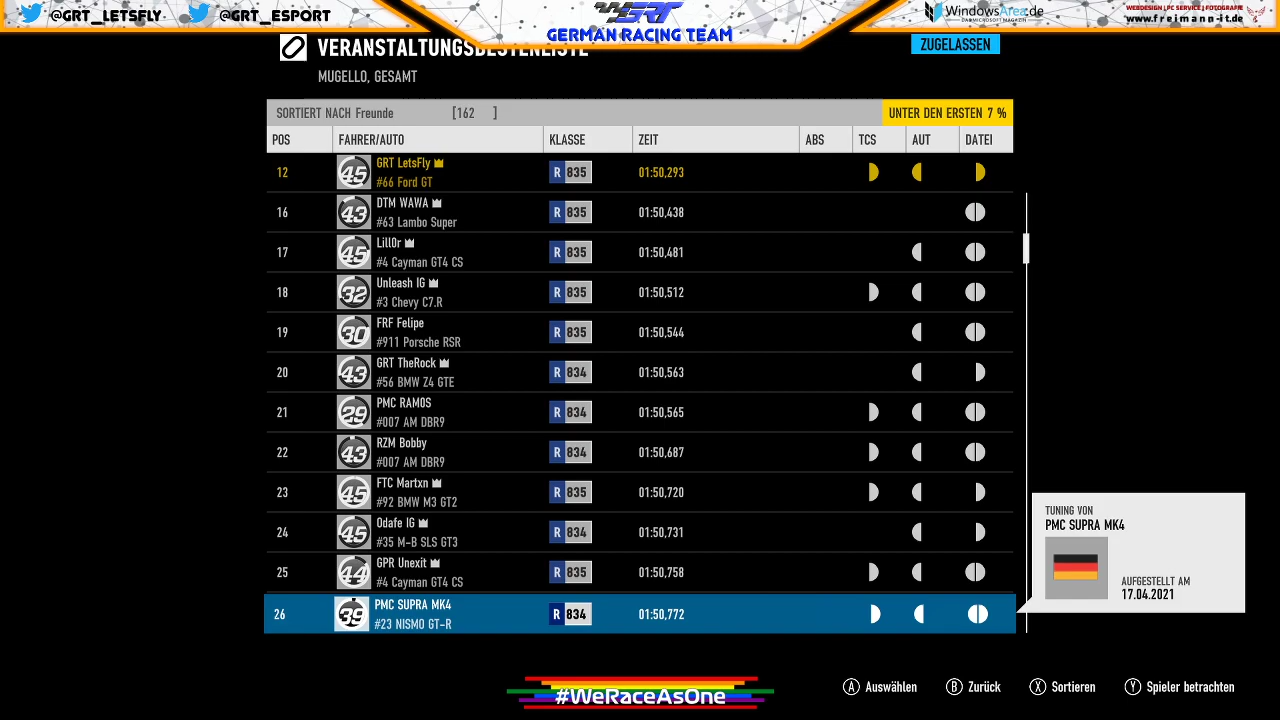 @GRT_LETSFLY @GRT_ESPORT
GRT
GERMAN RACING TEAM
WindowsArea.de
DAS MICROSOFT MAGAZIN
WEBDESIGN | PC SERVICE | FOTOGRAFIE
www.freimann-it.de
VERANSTALTUNGSBESTENLISTE
ZUGELASSEN
MUGELLO, GESAMT
SORTIERT NACH Freunde [162 ] UNTER DEN ERSTEN 7 %
POS FAHRER/AUTO KLASSE ZEIT ABS TCS AUT DATEI
12 45 GRT LetsFly R 835 01:50,293
#66 Ford GT
16 43 DTM WAWA R 835 01:50,438
#63 Lambo Super
17 45 Lill0r R 835 01:50,481
#4 Cayman GT4 CS
18 32 Unleash IG R 835 01:50,512
#3 Chevy C7.R
19 30 FRF Felipe R 835 01:50,544
#911 Porsche RSR
20 43 GRT TheRock R 834 01:50,563
#56 BMW Z4 GTE
21 29 PMC RAMOS R 834 01:50,565
#007 AM DBR9
22 43 RZM Bobby R 834 01:50,687
#007 AM DBR9
23 45 FTC Martxn R 835 01:50,720
#92 BMW M3 GT2
24 45 Odafe IG R 834 01:50,731
#35 M-B SLS GT3
25 44 GPR Unexit R 835 01:50,758
#4 Cayman GT4 CS
26 39 PMC SUPRA MK4 R 834 01:50,772
#23 NISMO GT-R
TUNING VON
PMC SUPRA MK4
AUFGESTELLT AM
17.04.2021
#WeRaceAsOne
A Auswählen B Zurück X Sortieren Y Spieler betrachten